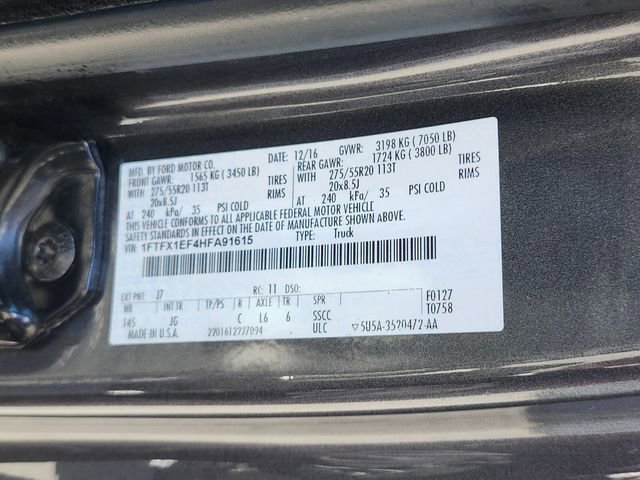 MFD. BY FORD MOTOR CO. DATE: 12/16 GVWR: 3198 KG ( 7050 LB)
FRONT GAWR: 1565 KG ( 3450 LB) REAR GAWR: 1724 KG ( 3800 LB)
WITH 275/55R20 113T TIRES WITH 275/55R20 113T TIRES
20x8.5J RIMS 20x8.5J RIMS
AT 240 kPa/ 35 PSI COLD AT 240 kPa/ 35 PSI COLD
THIS VEHICLE CONFORMS TO ALL APPLICABLE FEDERAL MOTOR VEHICLE
SAFETY STANDARDS IN EFFECT ON THE DATE OF MANUFACTURE SHOWN ABOVE.
VIN: 1FTFX1EF4HFA91615 TYPE: Truck
EXT PNT: J7 RC: 11 DSO: F0127
WB INT TR TP/PS R AXLE TR SPR T0758
145 JG C L6 6 SSCC
MADE IN U.S.A. 2201612227094 ULC ▽5U5A-3520472-AA